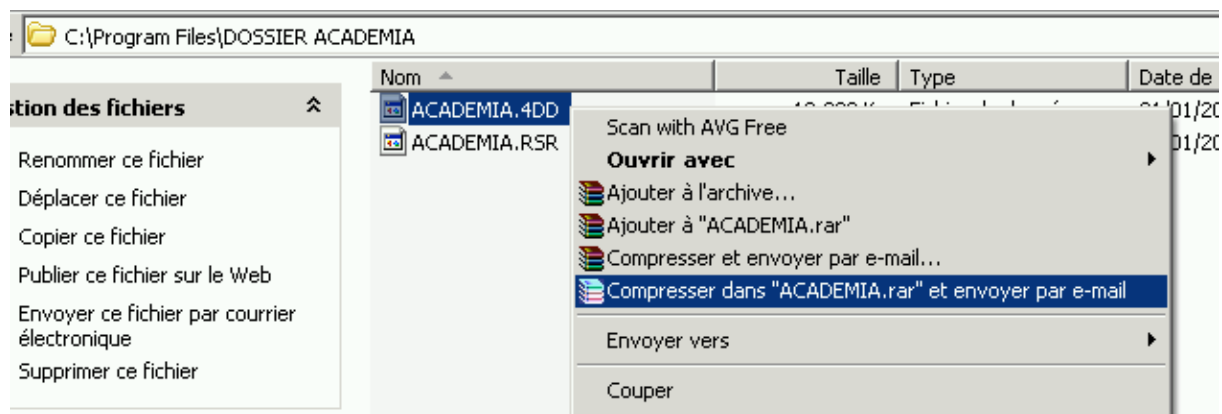 C:\Program Files\DOSSIER ACADEMIA
Nom Taille Type Date de
stion des fichiers
Renommer ce fichier
Déplacer ce fichier
Copier ce fichier
Publier ce fichier sur le Web
Envoyer ce fichier par courrier
électronique
Supprimer ce fichier
ACADEMIA.4DD
ACADEMIA.RSR
Scan with AVG Free
Ouvrir avec
Ajouter à l'archive...
Ajouter à "ACADEMIA.rar"
Compresser et envoyer par e-mail...
Compresser dans "ACADEMIA.rar" et envoyer par e-mail
Envoyer vers
Couper